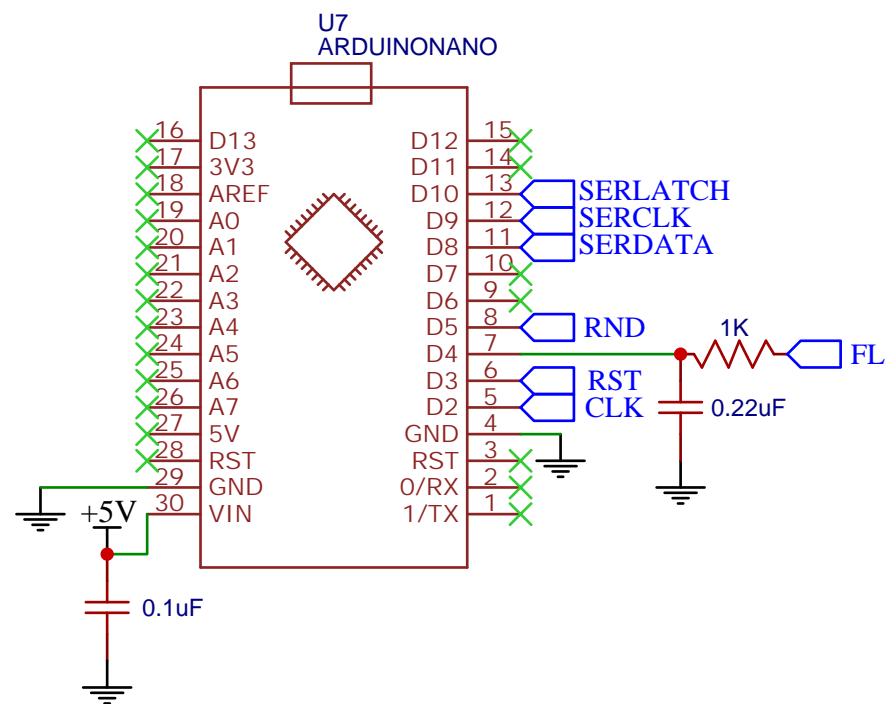 U7
ARDUINONANO
16 D13 D12 15
17 3V3 D11 14
18 AREF D10 13 SERLATCH
19 A0 D9 12 SERCLK
20 A1 D8 11 SERDATA
21 A2 D7 10
22 A3 D6 9
23 A4 D5 8 RND
24 A5 D4 7 1K FL
25 A6 D3 6 RST
26 A7 D2 5 CLK 0.22uF
27 5V GND 4
28 RST RST 3
29 GND 0/RX 2
30 VIN 1/TX 1
+5V
0.1uF